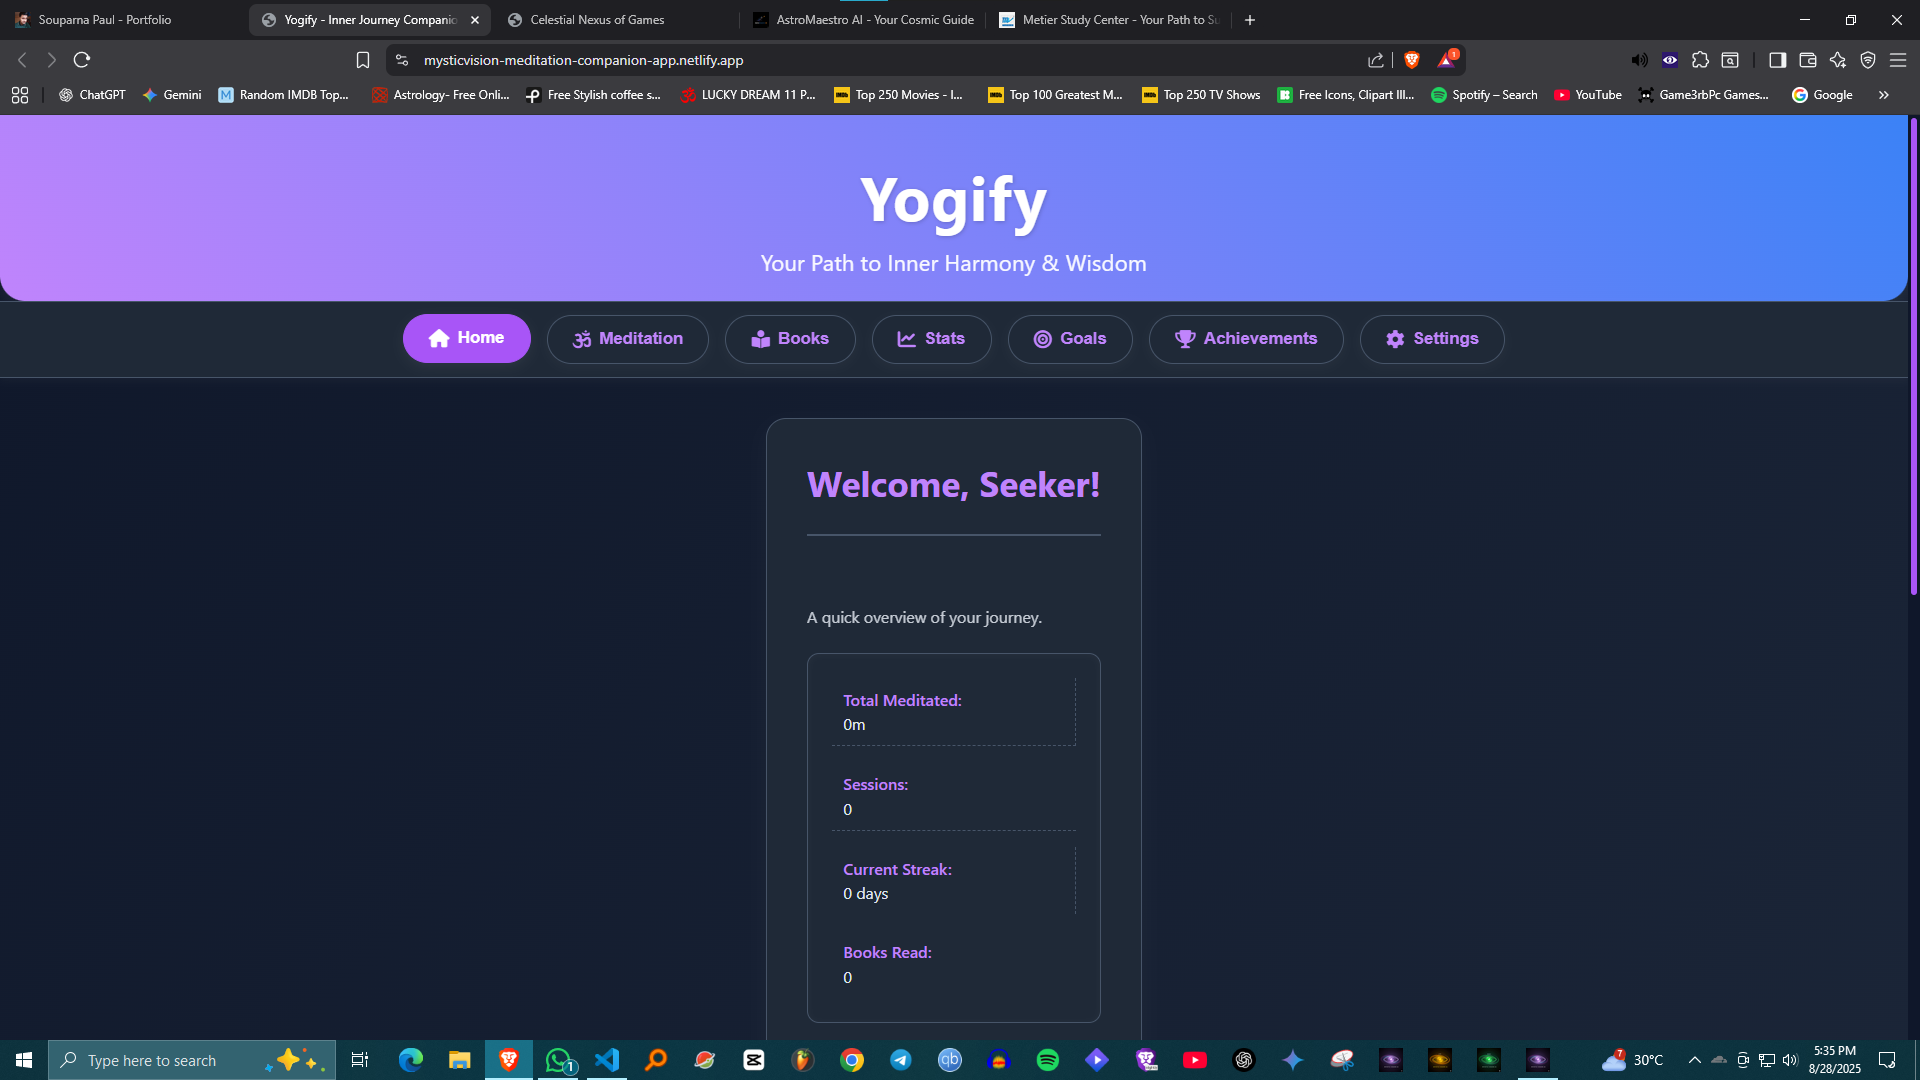 Souparna Paul - Portfolio
Yogify - Inner Journey Companio
Celestial Nexus of Games
AstroMaestro AI - Your Cosmic Guide
Metier Study Center - Your Path to Su
mysticvision-meditation-companion-app.netlify.app
1
ChatGPT
Gemini
Random IMDB Top...
Astrology- Free Onli...
Free Stylish coffee s...
LUCKY DREAM 11 P...
Top 250 Movies - I...
Top 100 Greatest M...
Top 250 TV Shows
Free Icons, Clipart Ill...
Spotify – Search
YouTube
Game3rbPc Games...
Google
Yogify
Your Path to Inner Harmony & Wisdom
Home
Meditation
Books
Stats
Goals
Achievements
Settings
Welcome, Seeker!
A quick overview of your journey.
Total Meditated:
0m
Sessions:
0
Current Streak:
0 days
Books Read:
0
Type here to search
1
7
30°C
5:35 PM
8/28/2025